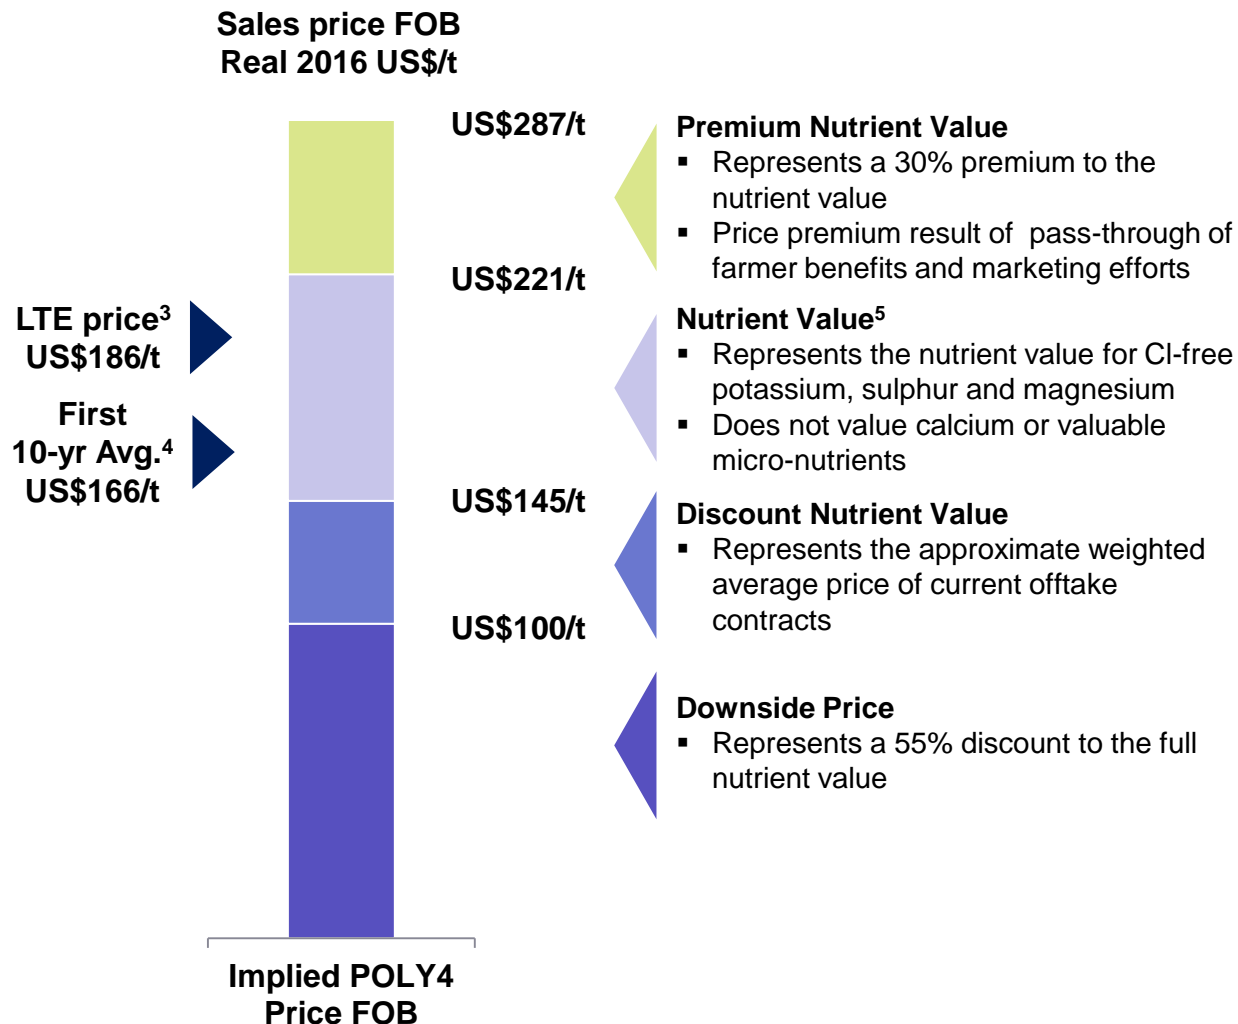 Sales price FOB
Real 2016 US$/t
US$287/t
Premium Nutrient Value
▪ Represents a 30% premium to the
nutrient value
▪ Price premium result of pass-through of
farmer benefits and marketing efforts
US$221/t
LTE price³
US$186/t
Nutrient Value⁵
▪ Represents the nutrient value for Cl-free
potassium, sulphur and magnesium
▪ Does not value calcium or valuable
micro-nutrients
First
10-yr Avg.⁴
US$166/t
US$145/t
Discount Nutrient Value
▪ Represents the approximate weighted
average price of current offtake
contracts
US$100/t
Downside Price
▪ Represents a 55% discount to the full
nutrient value
Implied POLY4
Price FOB